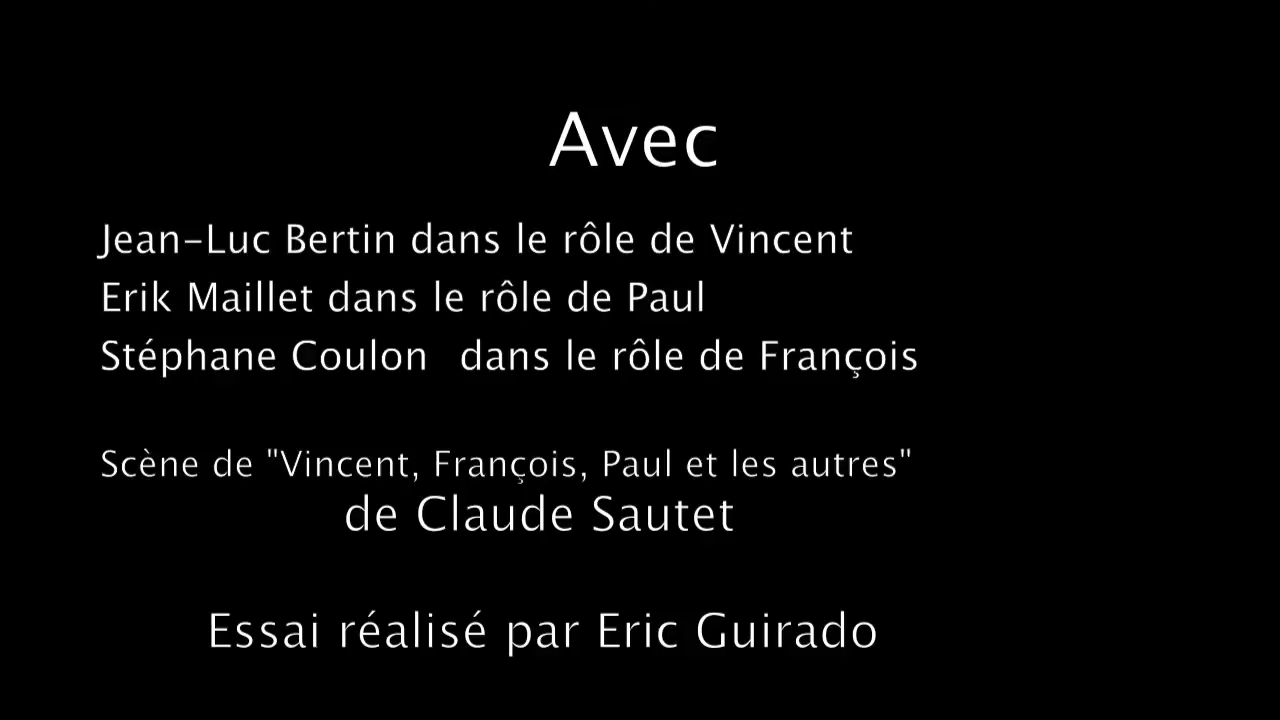 Avec
Jean-Luc Bertin dans le rôle de Vincent
Erik Maillet dans le rôle de Paul
Stéphane Coulon dans le rôle de François
Scène de "Vincent, François, Paul et les autres"
de Claude Sautet
Essai réalisé par Eric Guirado